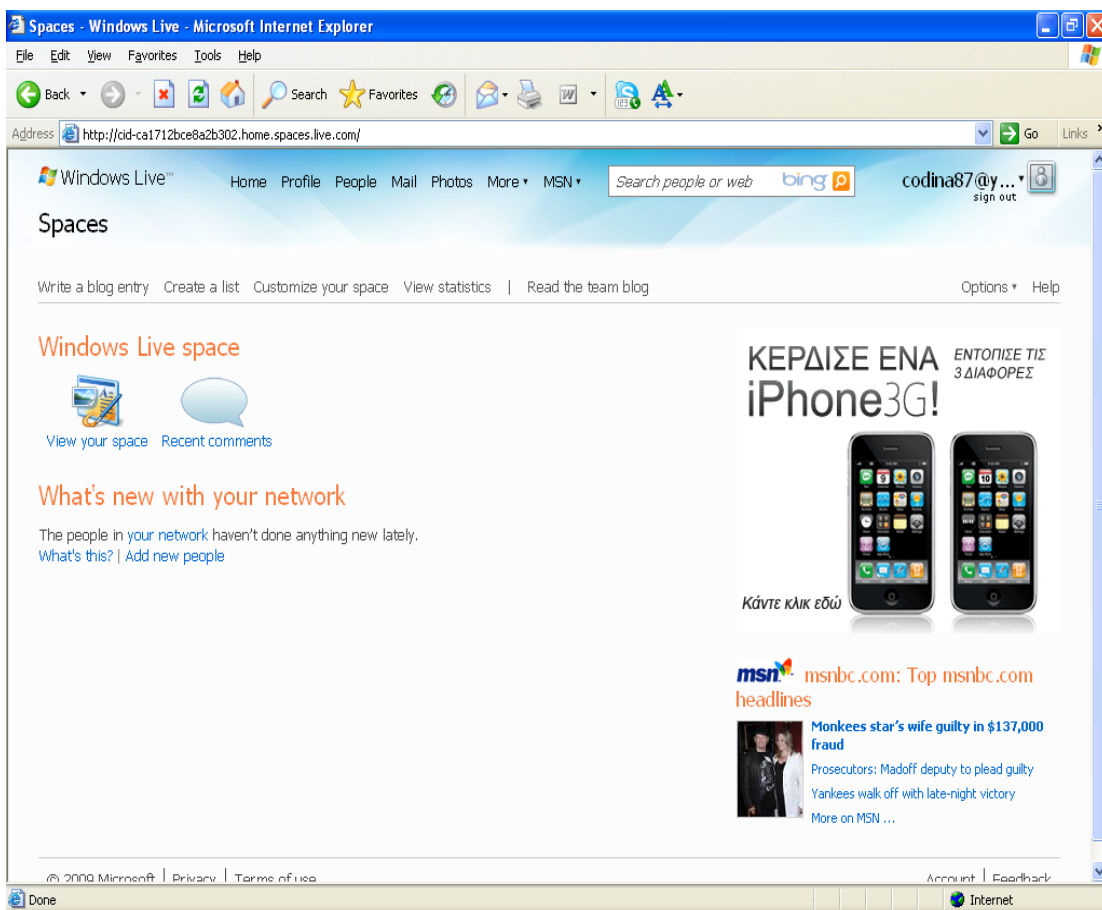 Spaces - Windows Live - Microsoft Internet Explorer
File Edit View Favorites Tools Help
Back Search Favorites
Address http://cid-ca1712bce8a2b302.home.spaces.live.com/ Go Links
Windows Live™ Home Profile People Mail Photos More MSN Search people or web bing codina87@y...
sign out
Spaces
Write a blog entry Create a list Customize your space View statistics | Read the team blog Options Help
Windows Live space
View your space Recent comments
What's new with your network
The people in your network haven't done anything new lately.
What's this? | Add new people
ΚΕΡΔΙΣΕ ΕΝΑ
iPhone3G!
ΕΝΤΟΠΙΣΕ ΤΙΣ
3 ΔΙΑΦΟΡΕΣ
Κάντε κλικ εδώ
msn msnbc.com: Top msnbc.com
headlines
Monkees star's wife guilty in $137,000
fraud
Prosecutors: Madoff deputy to plead guilty
Yankees walk off with late-night victory
More on MSN ...
© 2009 Microsoft | Privacy | Terms of use Account | Feedback
Done Internet